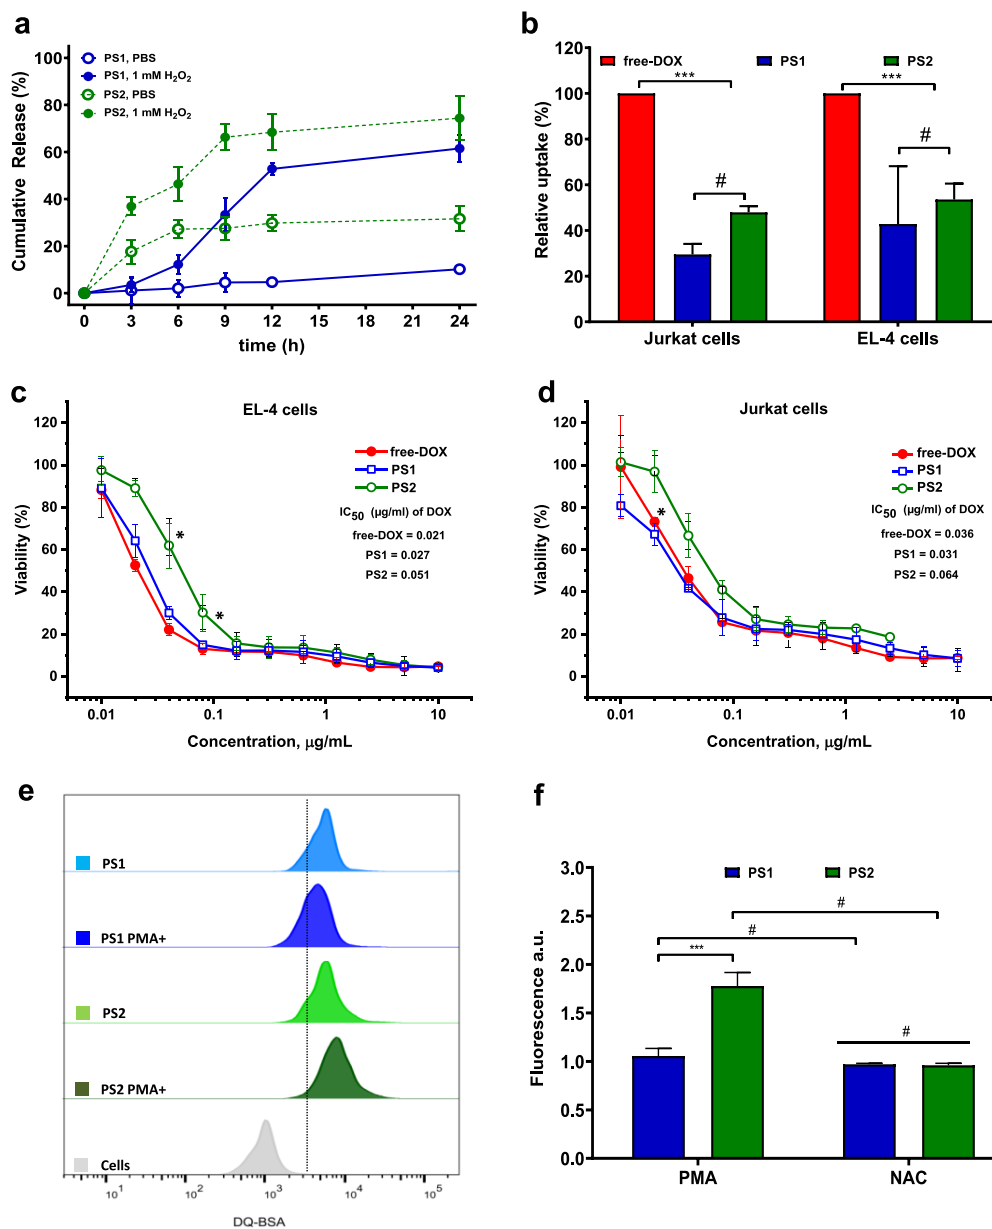 a
PS1, PBS
PS1, 1 mM H₂O₂
PS2, PBS
PS2, 1 mM H₂O₂
Cumulative Release (%)
100
80
60
40
20
0
0 3 6 9 12 15 18 21 24
time (h)
b
free-DOX PS1 PS2
*** ***
# #
Relative uptake (%)
120
100
80
60
40
20
0
Jurkat cells EL-4 cells
c
EL-4 cells
free-DOX
PS1
PS2
IC₅₀ (µg/ml) of DOX
free-DOX = 0.021
PS1 = 0.027
PS2 = 0.051
*
*
Viability (%)
120
100
80
60
40
20
0
0.01 0.1 1 10
Concentration, µg/mL
d
Jurkat cells
free-DOX
PS1
PS2
IC₅₀ (µg/ml) of DOX
free-DOX = 0.036
PS1 = 0.031
PS2 = 0.064
*
Viability (%)
120
100
80
60
40
20
0
0.01 0.1 1 10
Concentration, µg/mL
e
PS1
PS1 PMA+
PS2
PS2 PMA+
Cells
10¹ 10² 10³ 10⁴ 10⁵
DQ-BSA
f
PS1 PS2
#
#
***
#
Fluorescence a.u.
3.0
2.5
2.0
1.5
1.0
0.5
0.0
PMA NAC